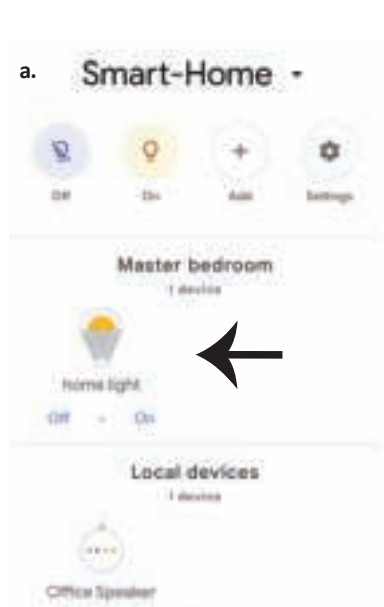 a. Smart-Home
Off On Add Settings
Master bedroom
1 device
home light
Off - On
Local devices
1 device
Office Speaker